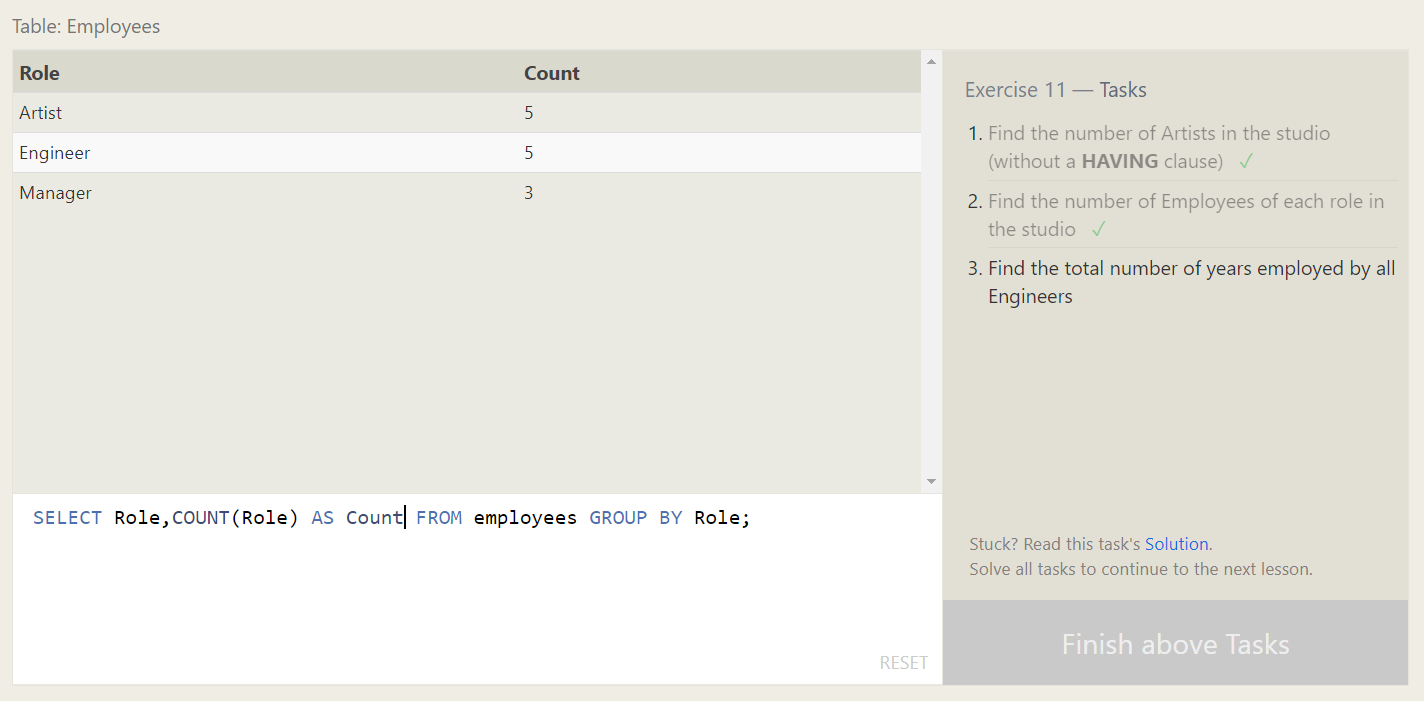 Table: Employees
Role Count
Artist 5
Engineer 5
Manager 3
SELECT Role,COUNT(Role) AS Count FROM employees GROUP BY Role;
RESET
Exercise 11 — Tasks
1. Find the number of Artists in the studio
(without a HAVING clause) ✓
2. Find the number of Employees of each role in
the studio ✓
3. Find the total number of years employed by all
Engineers
Stuck? Read this task's Solution.
Solve all tasks to continue to the next lesson.
Finish above Tasks